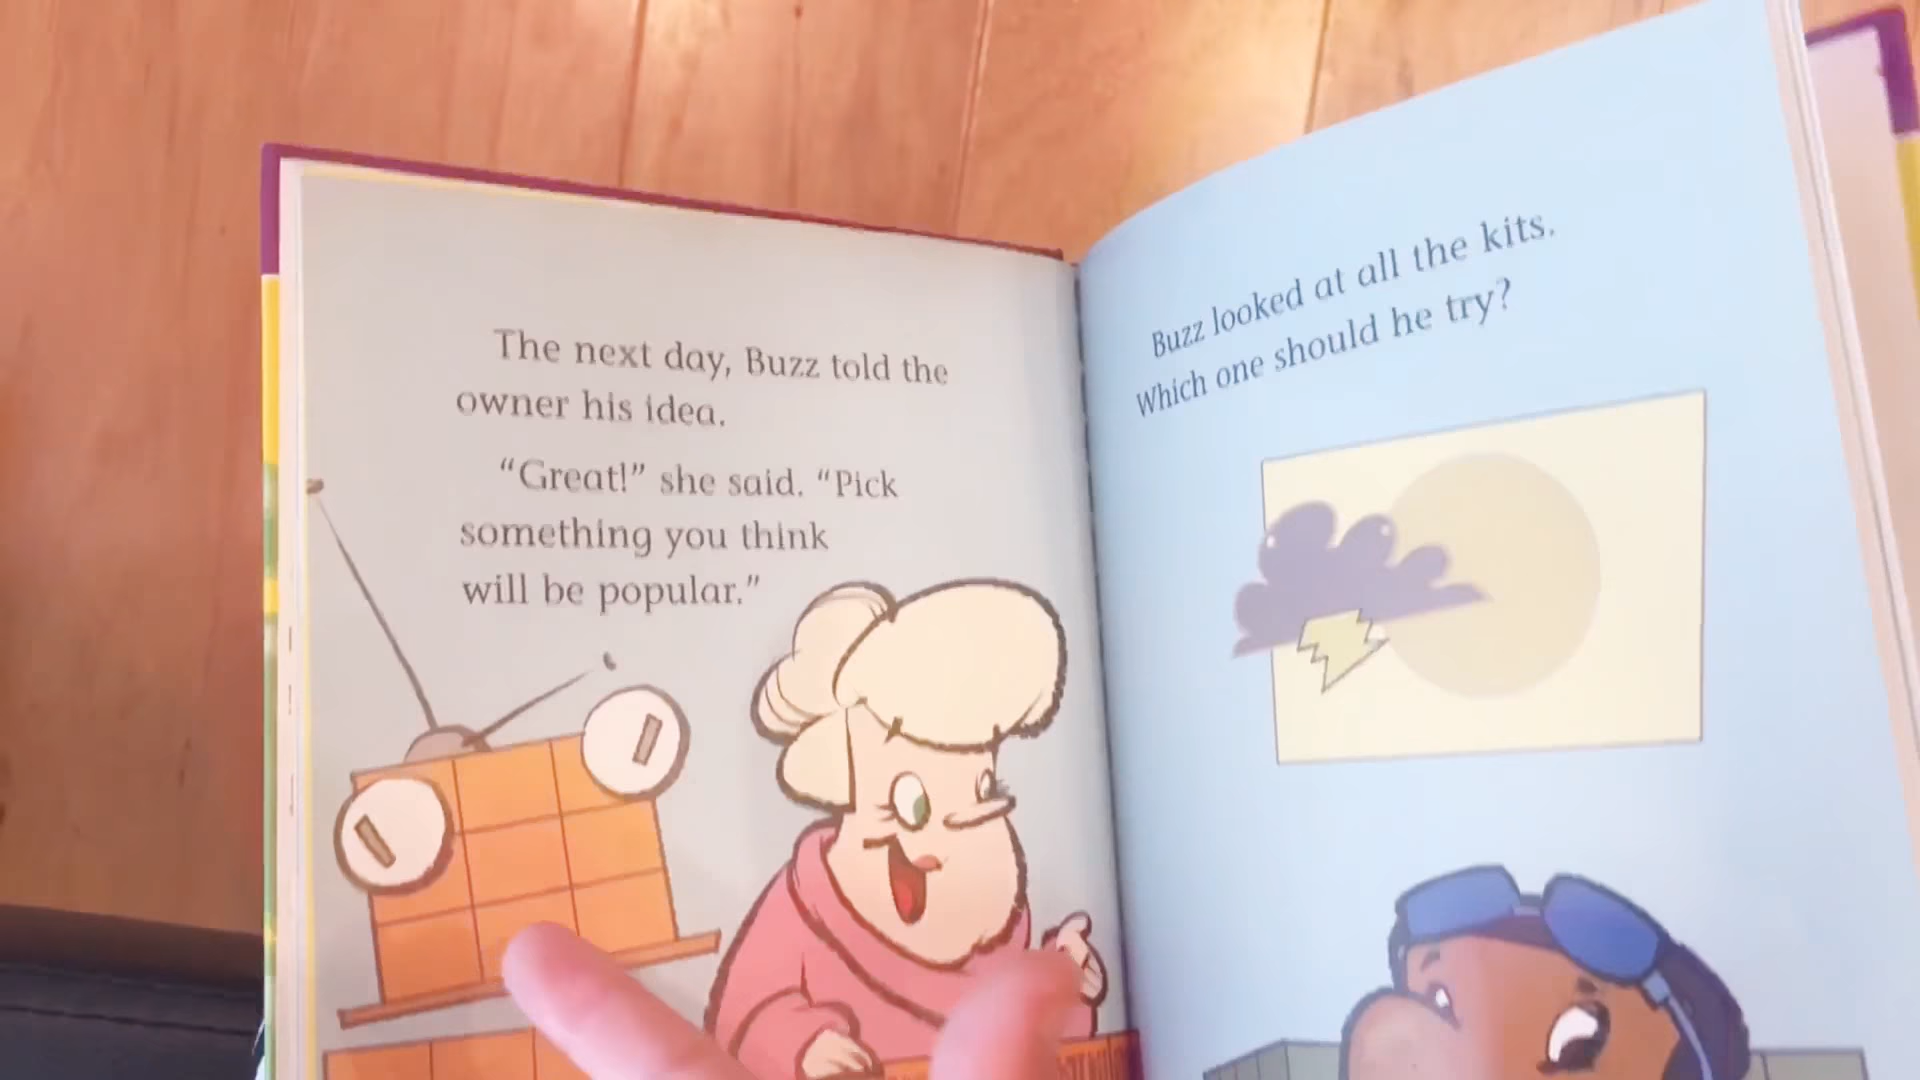 The next day, Buzz told the
owner his idea.
“Great!” she said. “Pick
something you think
will be popular.”
Buzz looked at all the kits.
Which one should he try?